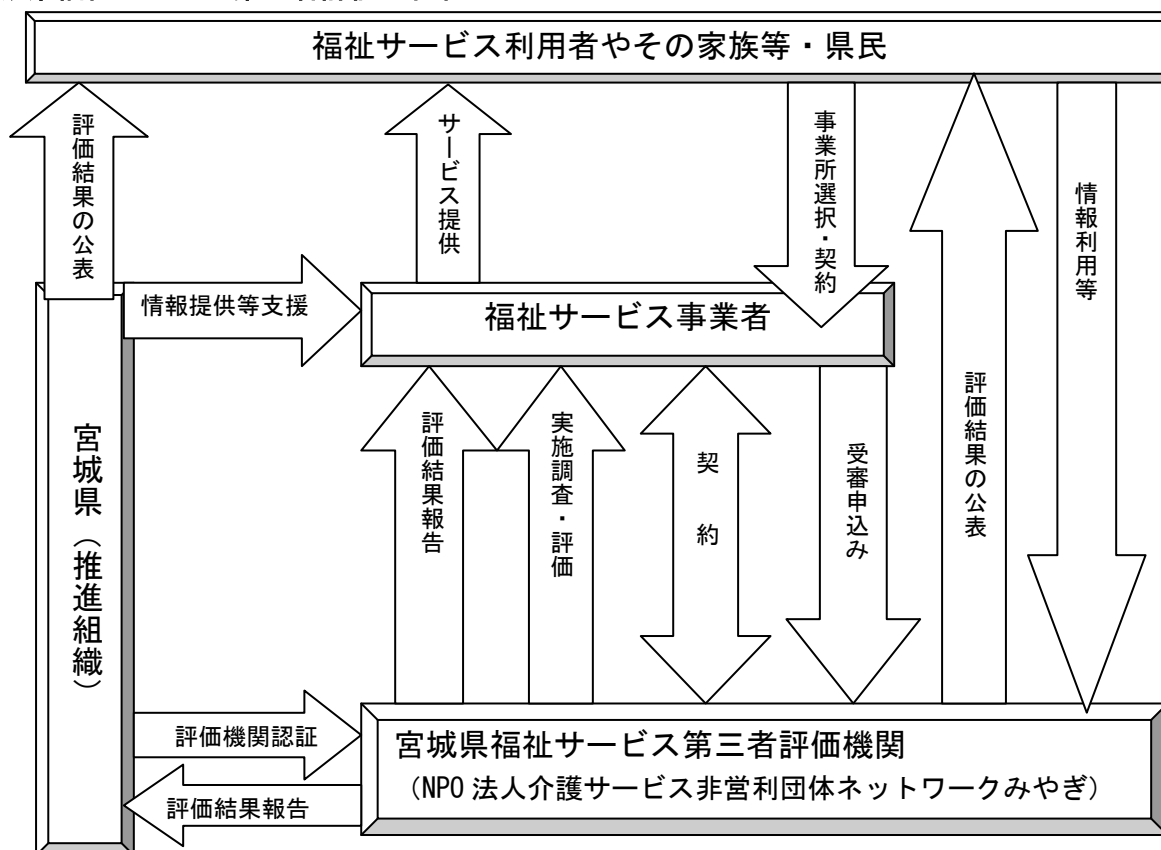 福祉サービス利用者やその家族等・県民
評価結果の公表
サービス提供
事業所選択・契約
評価結果の公表
情報利用等
情報提供等支援
福祉サービス事業者
宮城県（推進組織）
評価結果報告
実施調査・評価
契約
受審申込み
評価機関認証
評価結果報告
宮城県福祉サービス第三者評価機関
（NPO法人介護サービス非営利団体ネットワークみやぎ）